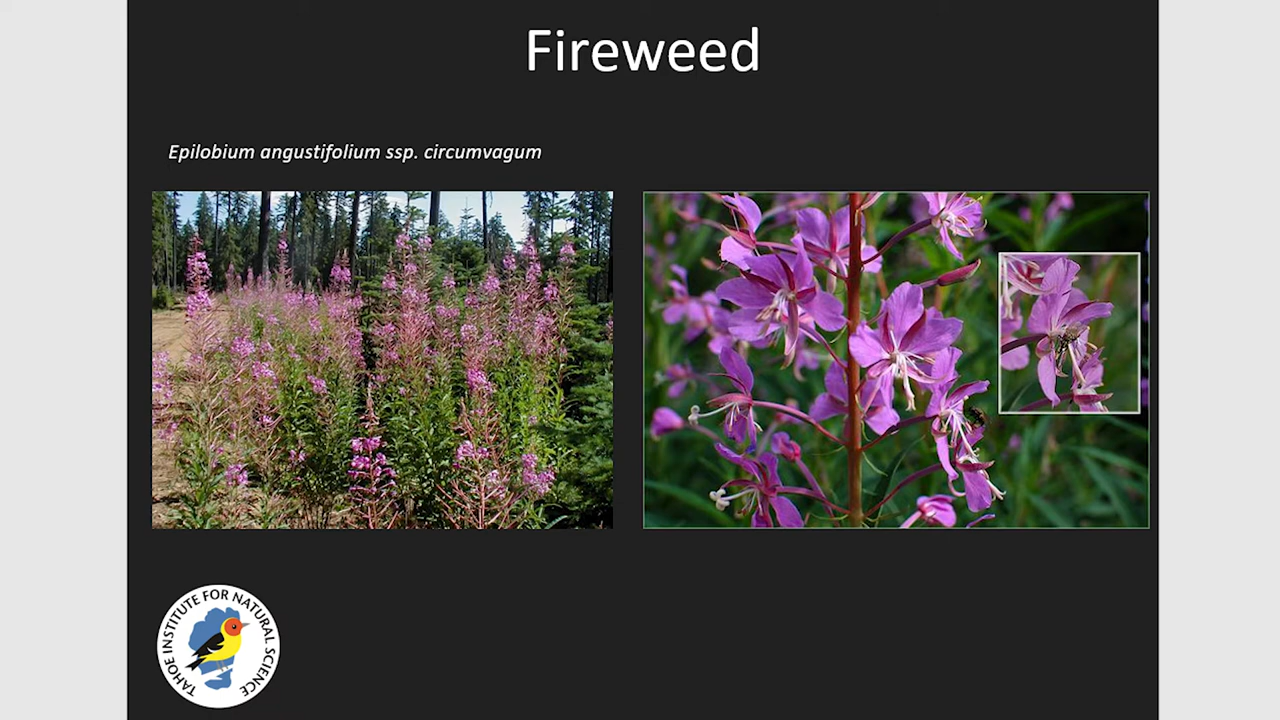 Fireweed
Epilobium angustifolium ssp. circumvagum
TAHOE INSTITUTE FOR NATURAL SCIENCE